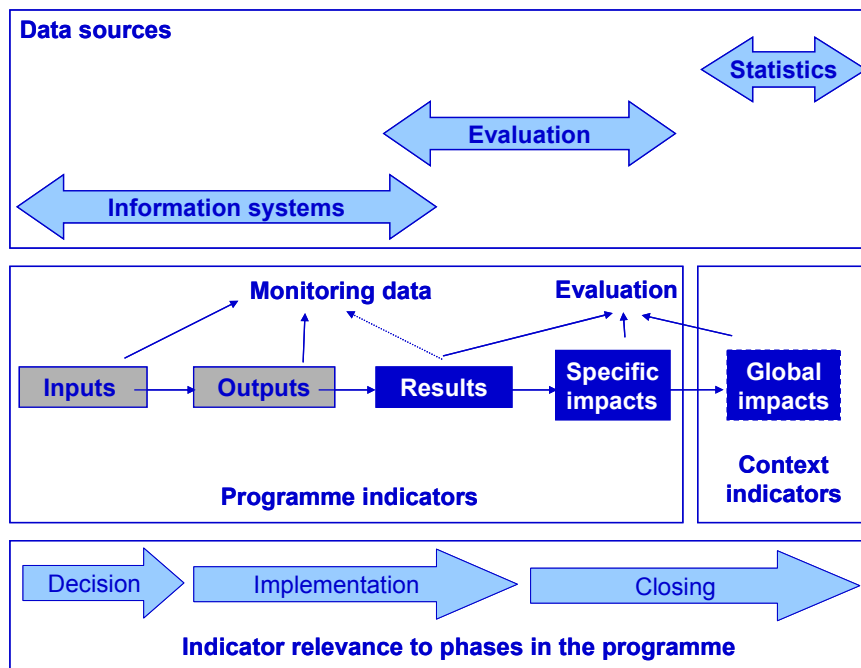 Data sources
Statistics
Evaluation
Information systems
Monitoring data
Evaluation
Inputs
Outputs
Results
Specific
impacts
Global
impacts
Programme indicators
Context
indicators
Decision
Implementation
Closing
Indicator relevance to phases in the programme